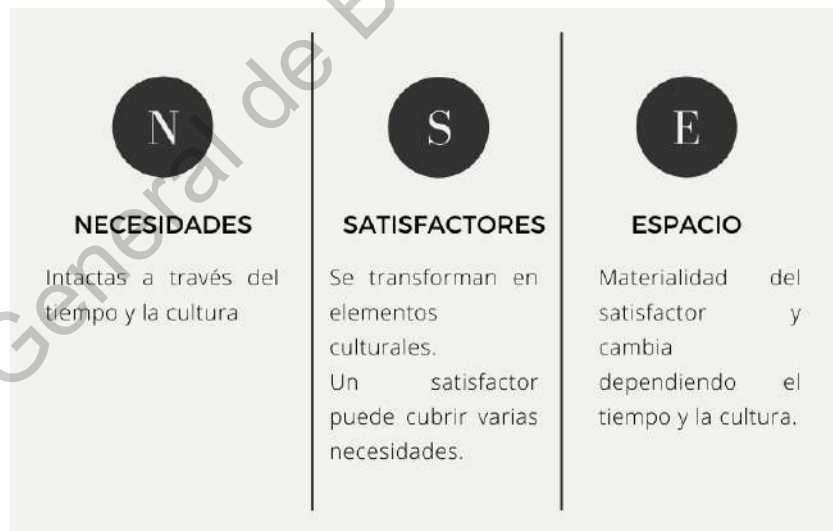 General de B
N
NECESIDADES
Intactas a través del
tiempo y la cultura
S
SATISFACTORES
Se transforman en
elementos
culturales.
Un satisfactor
puede cubrir varias
necesidades.
E
ESPACIO
Materialidad del
satisfactor y
cambia
dependiendo el
tiempo y la cultura.